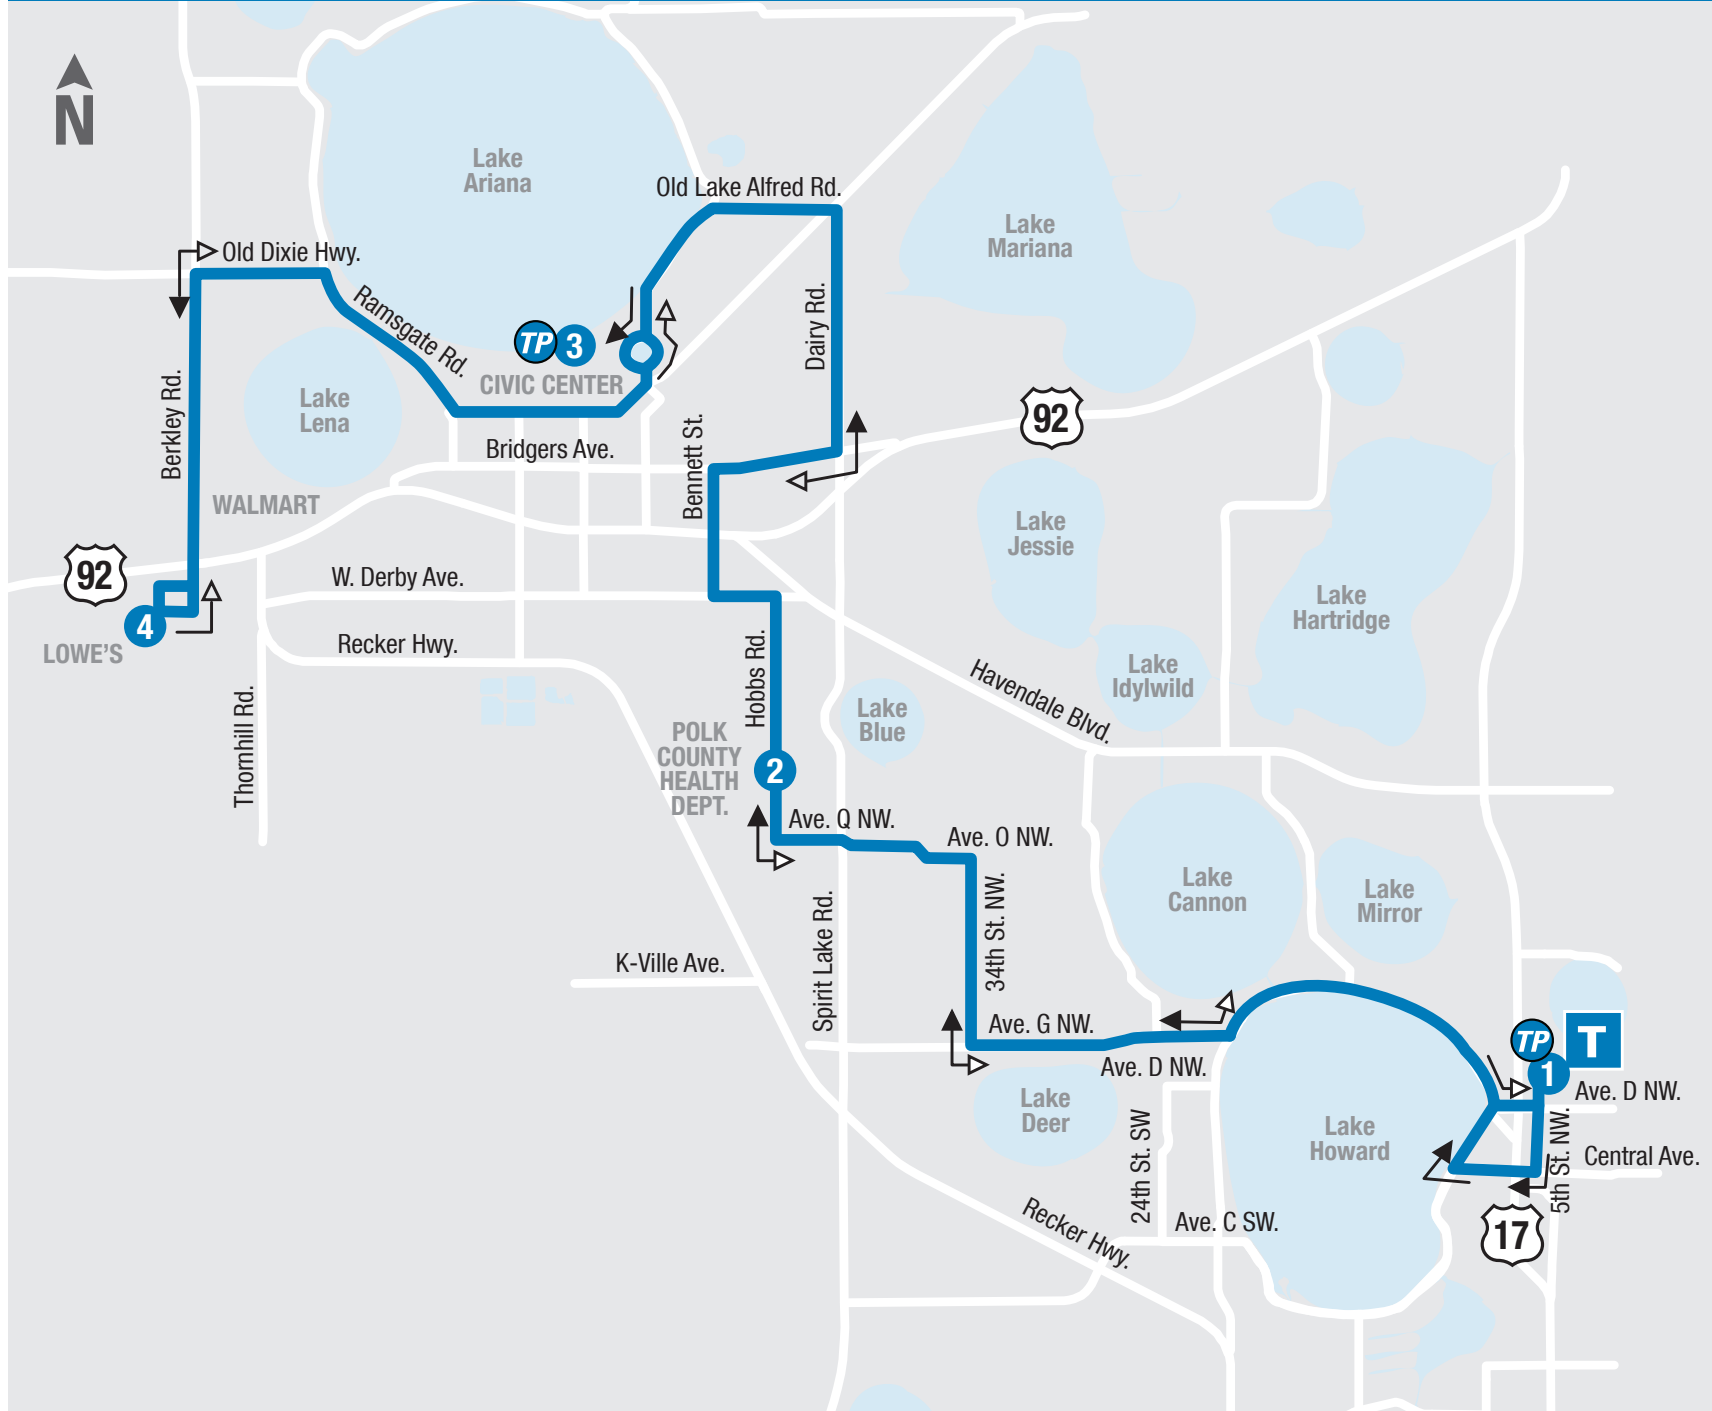 N
Lake
Ariana
Old Lake Alfred Rd.
Lake
Mariana
Old Dixie Hwy.
Ramsgate Rd.
TP 3
CIVIC CENTER
Dairy Rd.
Berkley Rd.
Lake
Lena
92
Bridgers Ave.
Bennett St.
WALMART
Lake
Jessie
92
W. Derby Ave.
Lake
Hartridge
4
LOWE'S
Recker Hwy.
Hobbs Rd.
Havendale Blvd.
Lake
Idylwild
Thornhill Rd.
POLK
COUNTY
HEALTH
DEPT.
2
Lake
Blue
Ave. Q NW.
Ave. O NW.
Lake
Cannon
Lake
Mirror
34th St. NW.
Spirit Lake Rd.
K-Ville Ave.
Ave. G NW.
Ave. D NW.
TP
T
1
Ave. D NW.
Lake
Deer
Lake
Howard
24th St. SW
5th St. NW.
Central Ave.
Recker Hwy.
Ave. C SW.
17